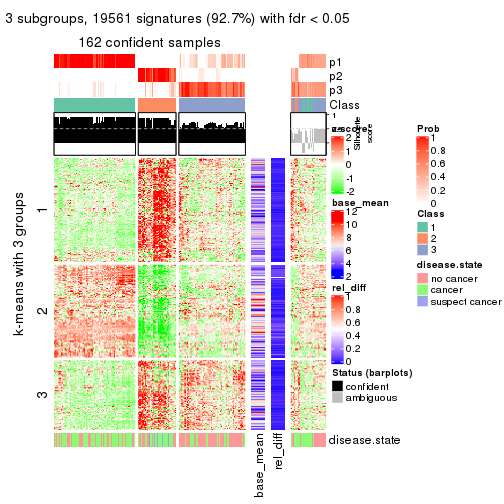 3 subgroups, 19561 signatures (92.7%) with fdr < 0.05
162 confident samples
p1
p2
p3
Class
1
Silhouette
score
z-score
2
1
0
-1
-2
base_mean
12
10
8
6
4
2
rel_diff
1
0.8
0.6
0.4
0.2
0
Status (barplots)
confident
ambiguous
Prob
1
0.8
0.6
0.4
0.2
0
Class
1
2
3
disease.state
no cancer
cancer
suspect cancer
k-means with 3 groups
1
2
3
disease.state
base_mean
rel_diff